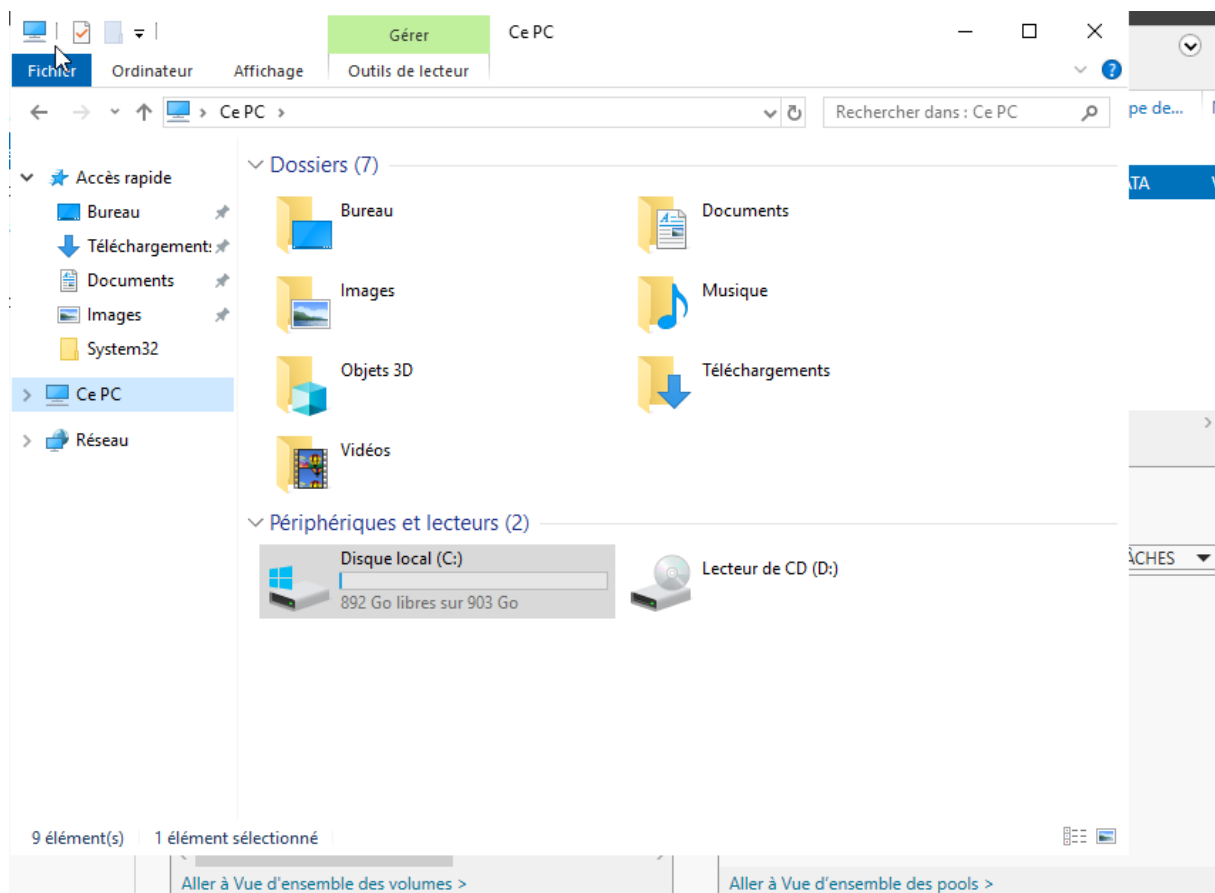 Gérer
Ce PC
Fichier
Ordinateur
Affichage
Outils de lecteur
Ce PC
Rechercher dans : Ce PC
pe de...
Accès rapide
Bureau
Téléchargement
Documents
Images
System32
Ce PC
Réseau
Dossiers (7)
Bureau
Documents
Images
Musique
Objets 3D
Téléchargements
Vidéos
Périphériques et lecteurs (2)
Disque local (C:)
892 Go libres sur 903 Go
Lecteur de CD (D:)
ÂCHES
9 élément(s)
1 élément sélectionné
Aller à Vue d'ensemble des volumes >
Aller à Vue d'ensemble des pools >